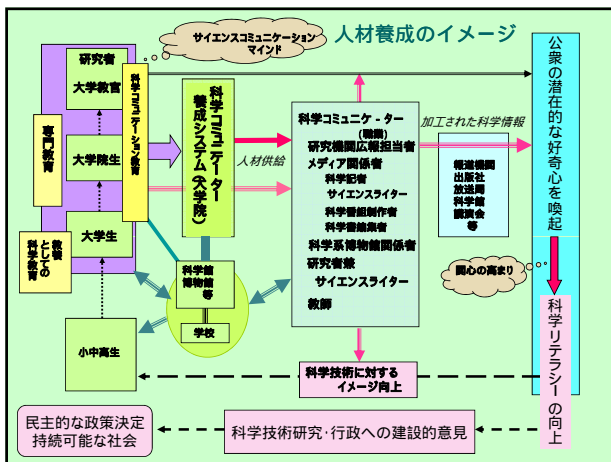 人材養成のイメージ
サイエンスコミュニケーション
マインド
研究者
大学教官
大学院生
大学生
小中高生
専門教育
教養
としての
科学教育
科学コミュニケーション教育
科学コミュニケーター
養成システム(大学院)
人材供給
科学館
博物館
等
学校
科学コミュニケ-ター
(職業)
研究機関広報担当者
メディア関係者
科学記者
サイエンスライター
科学番組制作者
科学書編集者
科学系博物館関係者
研究者兼
サイエンスライター
教師
加工された科学情報
報道機関
出版社
放送局
科学館
講演会
等
公衆の潜在的な好奇心を喚起
関心の高まり
科学リテラシーの向上
科学技術に対する
イメージ向上
科学技術研究・行政への建設的意見
民主的な政策決定
持続可能な社会